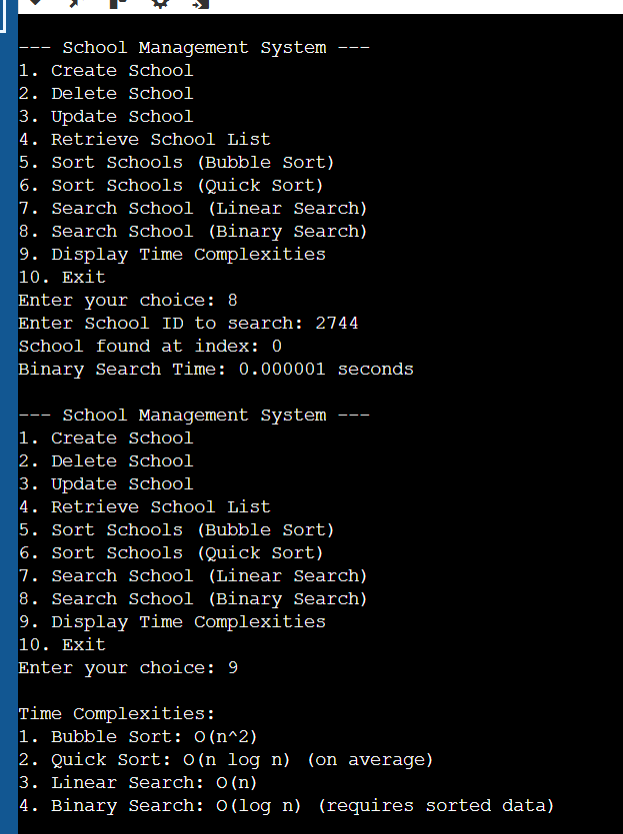 --- School Management System ---
1. Create School
2. Delete School
3. Update School
4. Retrieve School List
5. Sort Schools (Bubble Sort)
6. Sort Schools (Quick Sort)
7. Search School (Linear Search)
8. Search School (Binary Search)
9. Display Time Complexities
10. Exit
Enter your choice: 8
Enter School ID to search: 2744
School found at index: 0
Binary Search Time: 0.000001 seconds
--- School Management System ---
1. Create School
2. Delete School
3. Update School
4. Retrieve School List
5. Sort Schools (Bubble Sort)
6. Sort Schools (Quick Sort)
7. Search School (Linear Search)
8. Search School (Binary Search)
9. Display Time Complexities
10. Exit
Enter your choice: 9
Time Complexities:
1. Bubble Sort: O(n^2)
2. Quick Sort: O(n log n) (on average)
3. Linear Search: O(n)
4. Binary Search: O(log n) (requires sorted data)